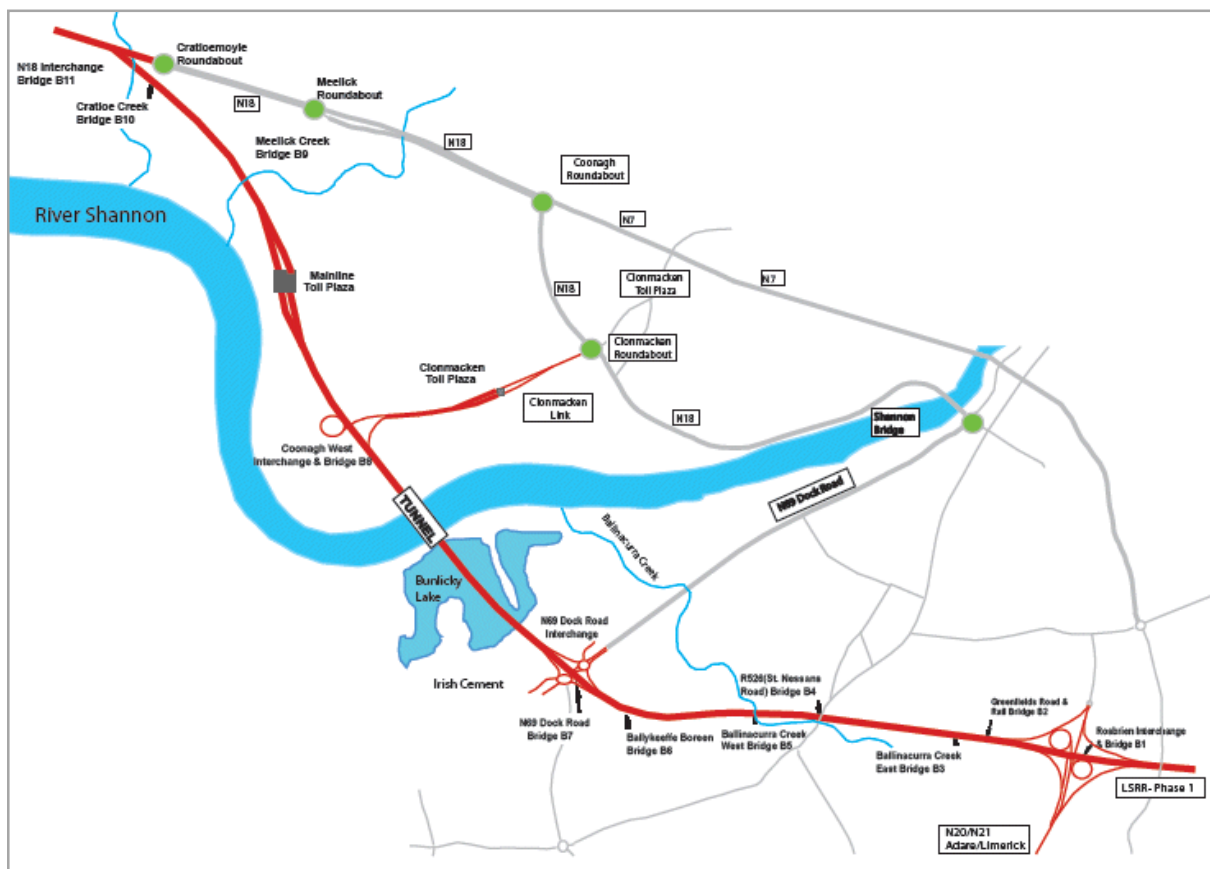 Cratloemoyle
Roundabout
N18 Interchange
Bridge B11
Meelick
Roundabout
Cratloe Creek
Bridge B10
N18
Meelick Creek
Bridge B9
N18
Coonagh
Roundabout
River Shannon
N7
Mainline
Toll Plaza
Clonmacken
Toll Plaza
N7
N18
Clonmacken
Roundabout
Clonmacken
Toll Plaza
Clonmacken
Link
N18
Shannon
Bridge
Coonagh West
Interchange & Bridge B8
TUNNEL
N69 Dock Road
Ballinacurra Creek
Bunlicky
Lake
N69 Dock Road
Interchange
Irish Cement
R526(St. Nessans
Road) Bridge B4
Greenfields Road &
Rail Bridge B2
Rosbrien Interchange
& Bridge B1
N69 Dock Road
Bridge B7
Ballykeeffe Boreen
Bridge B6
Ballinacurra Creek
West Bridge B5
Ballinacurra Creek
East Bridge B3
LSRR- Phase 1
N20/N21
Adare/Limerick